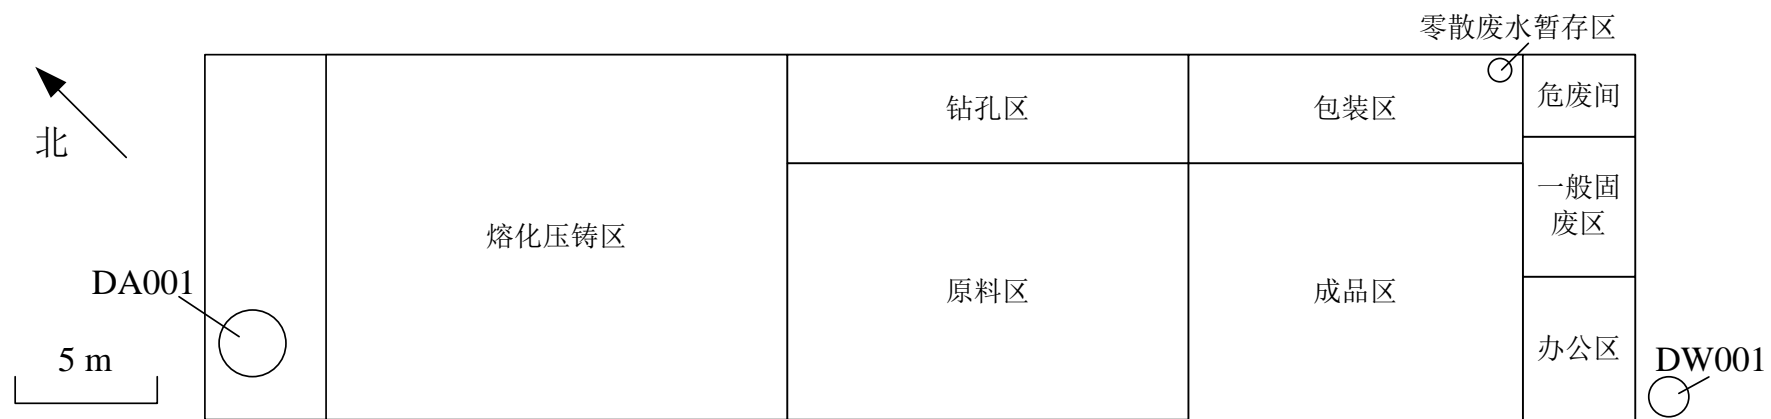 零散废水暂存区
北
钻孔区
包装区
危废间
一般固
废区
熔化压铸区
DA001
原料区
成品区
办公区
5 m
DW001